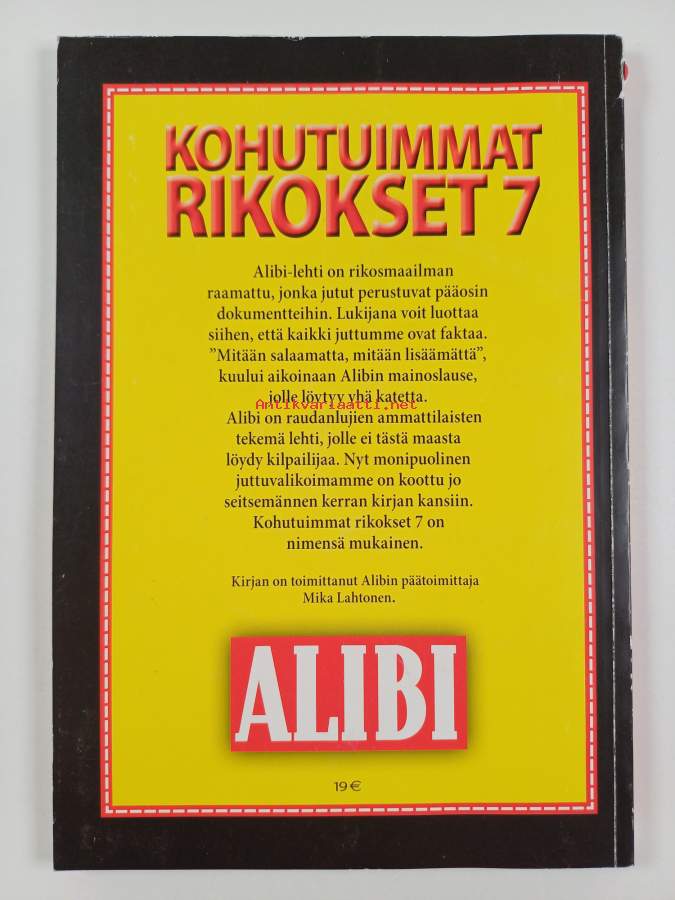 KOHUTUIMMAT
RIKOKSET 7
Alibi-lehti on rikosmaailman
raamattu, jonka jutut perustuvat pääosin
dokumentteihin. Lukijana voit luottaa
siihen, että kaikki juttumme ovat faktaa.
”Mitään salaamatta, mitään lisäämättä”,
kuului aikoinaan Alibin mainoslause,
jolle löytyy yhä katetta.
Antikvariaatti.net
Alibi on raudanlujien ammattilaisten
tekemä lehti, jolle ei tästä maasta
löydy kilpailijaa. Nyt monipuolinen
juttuvalikoimamme on koottu jo
seitsemännen kerran kirjan kansiin.
Kohutuimmat rikokset 7 on
nimensä mukainen.
Kirjan on toimittanut Alibin päätoimittaja
Mika Lahtonen.
ALIBI
19 €